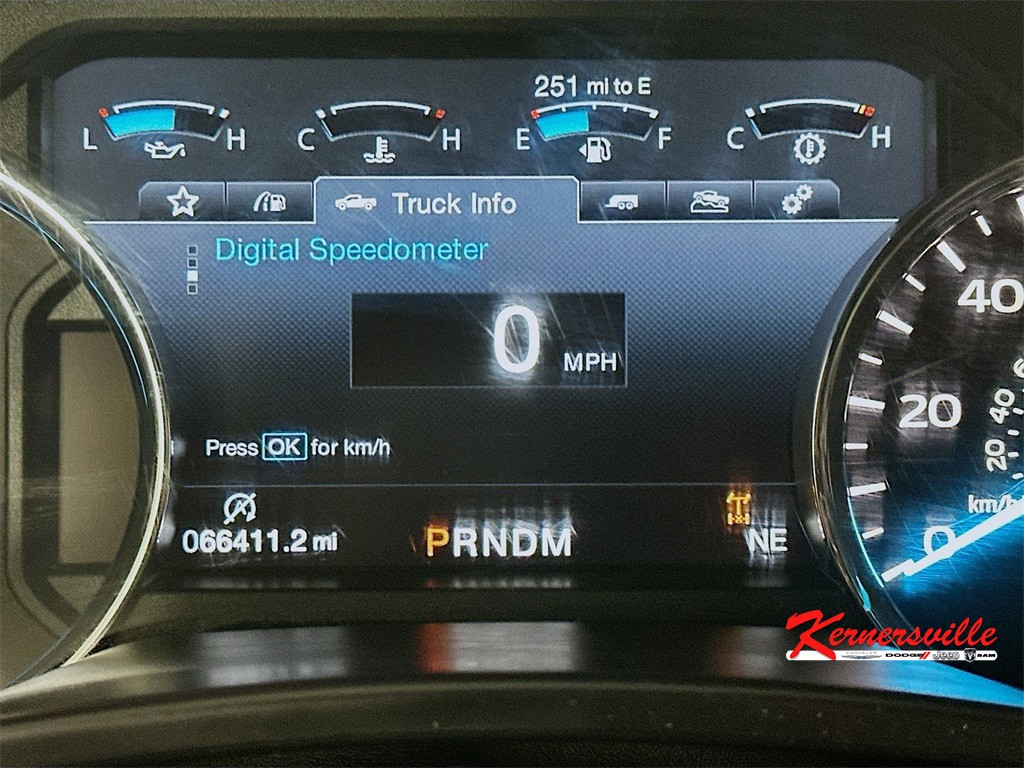 251 mi to E
L H C H E F C H
Truck Info
Digital Speedometer
0 MPH
Press OK for km/h
066411.2 mi
PRNDM
NE
40
20
0
40
20
km/h
Kernersville
DODGE Jeep RAM